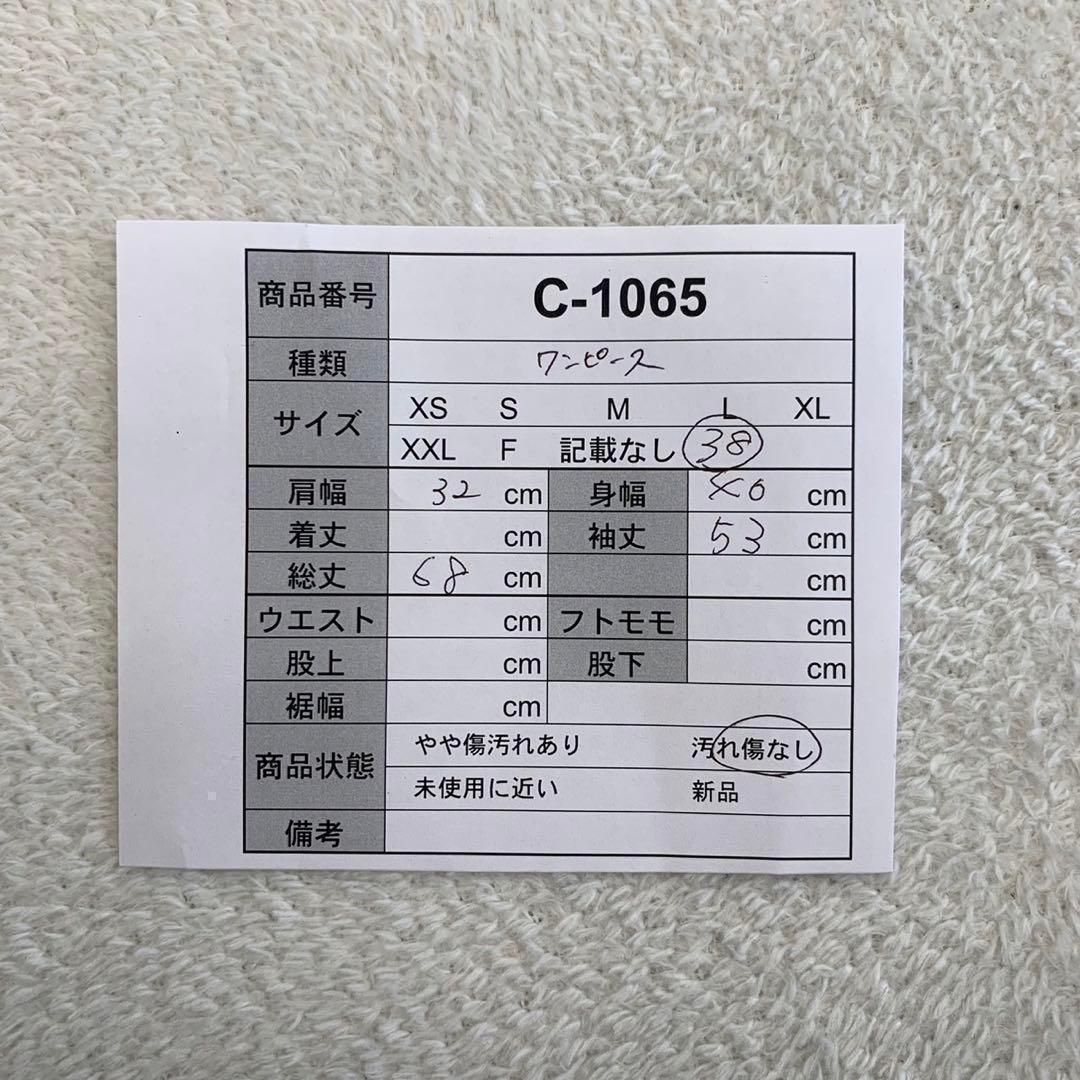 商品番号 C-1065
種類 ワンピース
サイズ XS S M L XL
XXL F 記載なし 38
肩幅 32 cm 身幅 40 cm
着丈 cm 袖丈 53 cm
総丈 68 cm cm
ウエスト cm フトモモ cm
股上 cm 股下 cm
裾幅 cm
商品状態 やや傷汚れあり 汚れ傷なし
未使用に近い 新品
備考